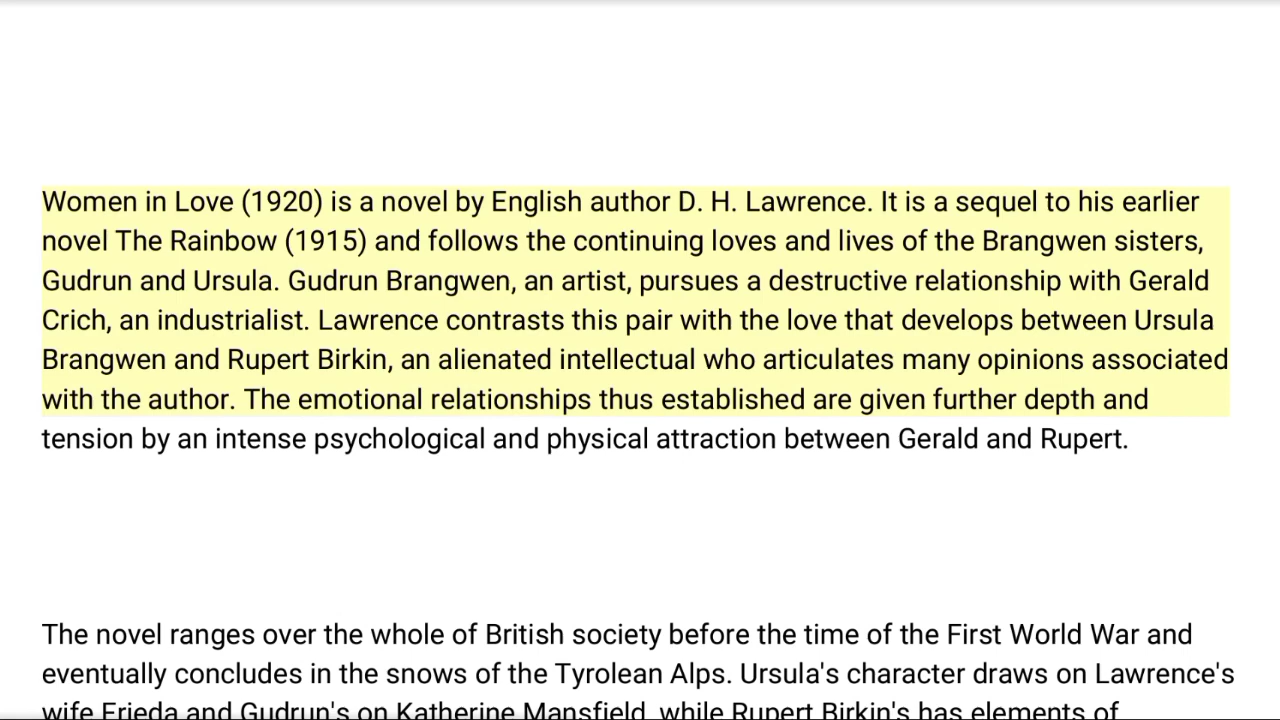 Women in Love (1920) is a novel by English author D. H. Lawrence. It is a sequel to his earlier
novel The Rainbow (1915) and follows the continuing loves and lives of the Brangwen sisters,
Gudrun and Ursula. Gudrun Brangwen, an artist, pursues a destructive relationship with Gerald
Crich, an industrialist. Lawrence contrasts this pair with the love that develops between Ursula
Brangwen and Rupert Birkin, an alienated intellectual who articulates many opinions associated
with the author. The emotional relationships thus established are given further depth and
tension by an intense psychological and physical attraction between Gerald and Rupert.
The novel ranges over the whole of British society before the time of the First World War and
eventually concludes in the snows of the Tyrolean Alps. Ursula's character draws on Lawrence's
wife Frieda and Gudrun's on Katherine Mansfield, while Rupert Birkin's has elements of